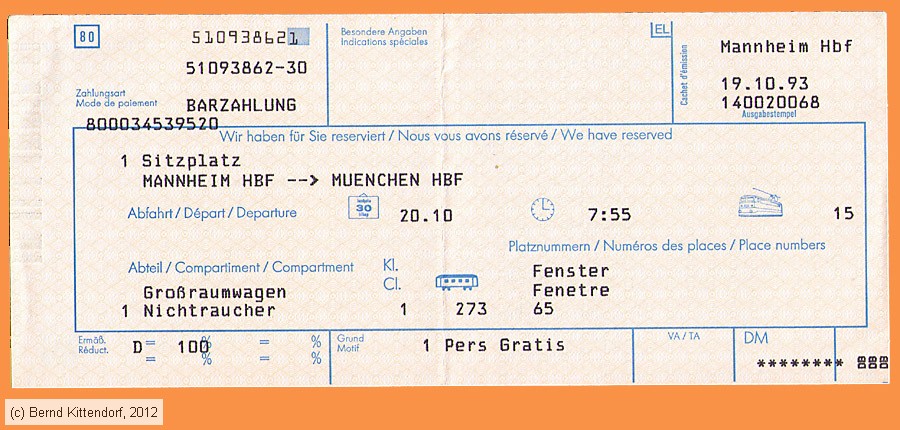 80
510938621
Besondere Angaben
Indications spéciales
EL
Cachet d'émission
Mannheim Hbf
51093862-30
19.10.93
Zahlungsart
Mode de paiement
BARZAHLUNG
140020068
Ausgabestempel
800034539520
Wir haben für Sie reserviert / Nous vous avons réservé / We have reserved
1 Sitzplatz
MANNHEIM HBF --> MUENCHEN HBF
Abfahrt / Départ / Departure
30
20.10
7:55
15
Platznummern / Numéros des places / Place numbers
Abteil / Compartiment / Compartment
Kl.
Cl.
Fenster
Großraumwagen
Fenetre
1 Nichtraucher
1
273
65
Ermäß.
Réduct.
D = 100% = %
= % = %
Grund
Motif
1 Pers Gratis
VA / TA
DM
********
(c) Bernd Kittendorf, 2012